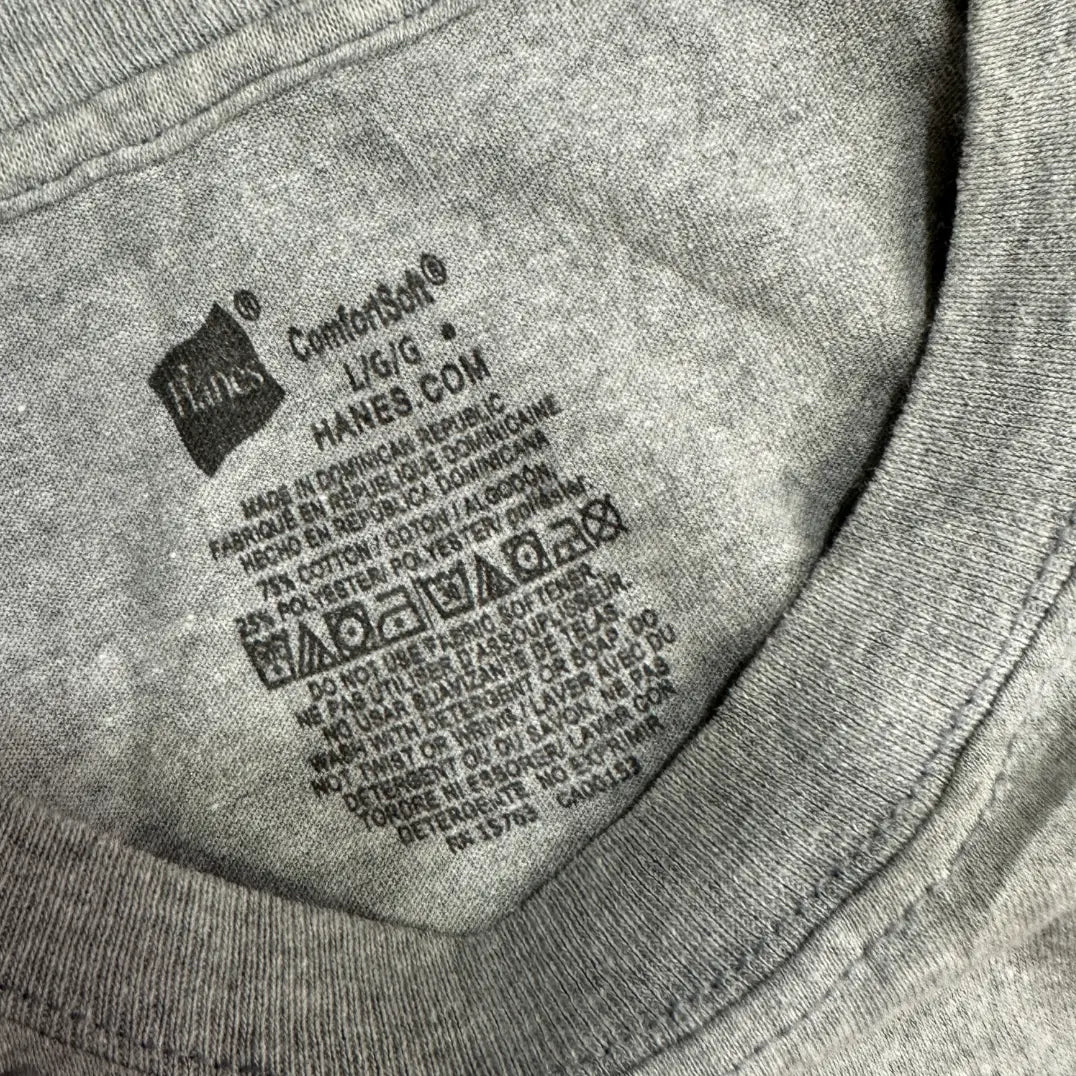 Hanes®
ComfortSoft®
L/G/G
HANES.COM
MADE IN DOMINICAN REPUBLIC
FABRIQUÉ EN RÉPUBLIQUE DOMINICAINE
HECHO EN REPÚBLICA DOMINICANA
75% COTTON / COTON / ALGODÓN
25% POLYESTER/ POLYESTER/ poliéster
DO NOT USE FABRIC SOFTENER
NE PAS UTILISER D'ASSOUPLISSEUR.
NO USAR SUAVIZANTE DE TELAS
WASH WITH DETERGENT OR SOAP DO
NOT TWIST OR WRING / LAVER AVEC DU
DÉTERGENT OU DU SAVON NE PAS
TORDRE NI ESSORER/ LAVAR CON
DETERGENTE NO EXPRIMIR
RN 15763